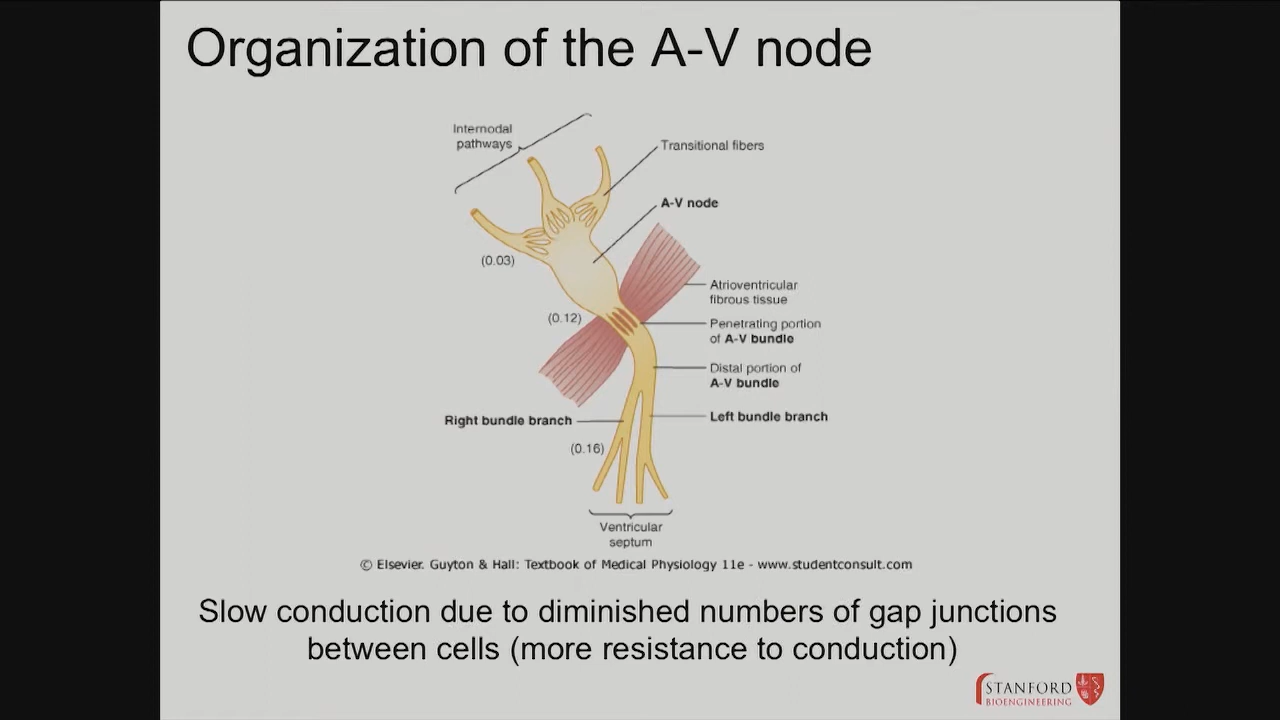 Organization of the A-V node
Internodal
pathways
Transitional fibers
A-V node
(0.03)
Atrioventricular
fibrous tissue
(0.12)
Penetrating portion
of A-V bundle
Distal portion of
A-V bundle
Right bundle branch
Left bundle branch
(0.16)
Ventricular
septum
© Elsevier. Guyton & Hall: Textbook of Medical Physiology 11e - www.studentconsult.com
Slow conduction due to diminished numbers of gap junctions
between cells (more resistance to conduction)
STANFORD
BIOENGINEERING